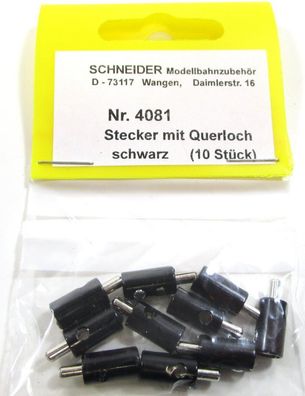 SCHNEIDER Modellbahnzubehör
D - 73117 Wangen, Daimlerstr. 16
Nr. 4081
Stecker mit Querloch
schwarz (10 Stück)